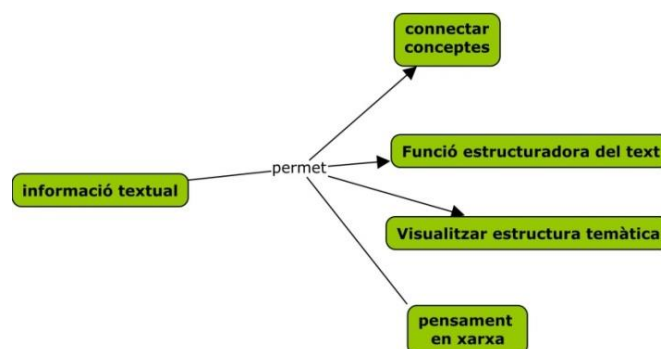 connectar
conceptes
permet
Funció estructuradora del text
informació textual
Visualitzar estructura temàtica
pensament
en xarxa